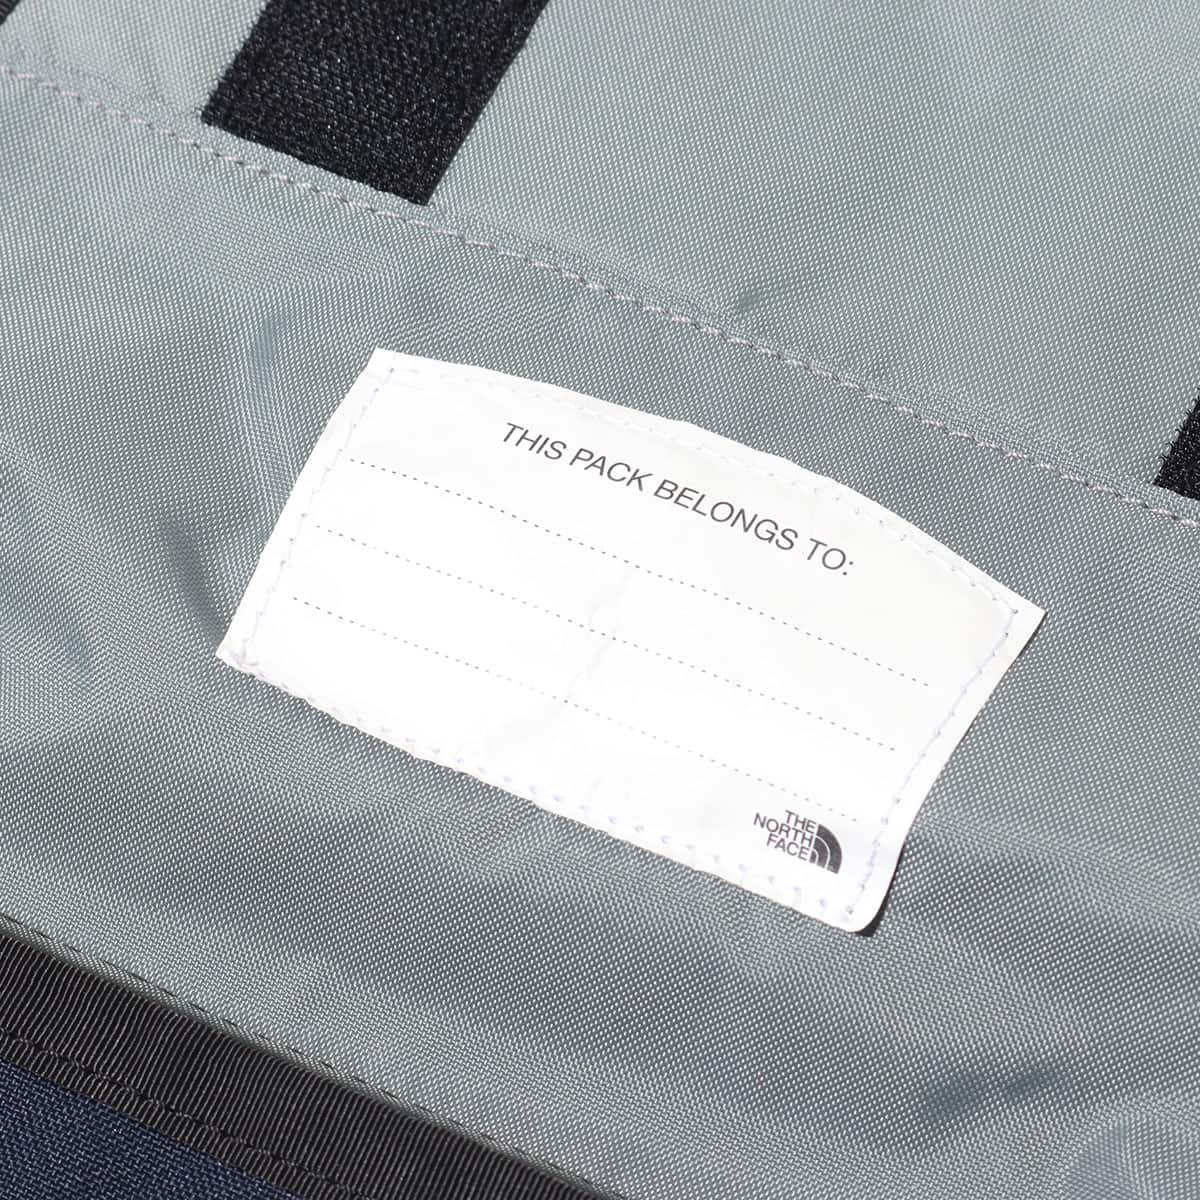 THIS PACK BELONGS TO:
THE
NORTH
FACE